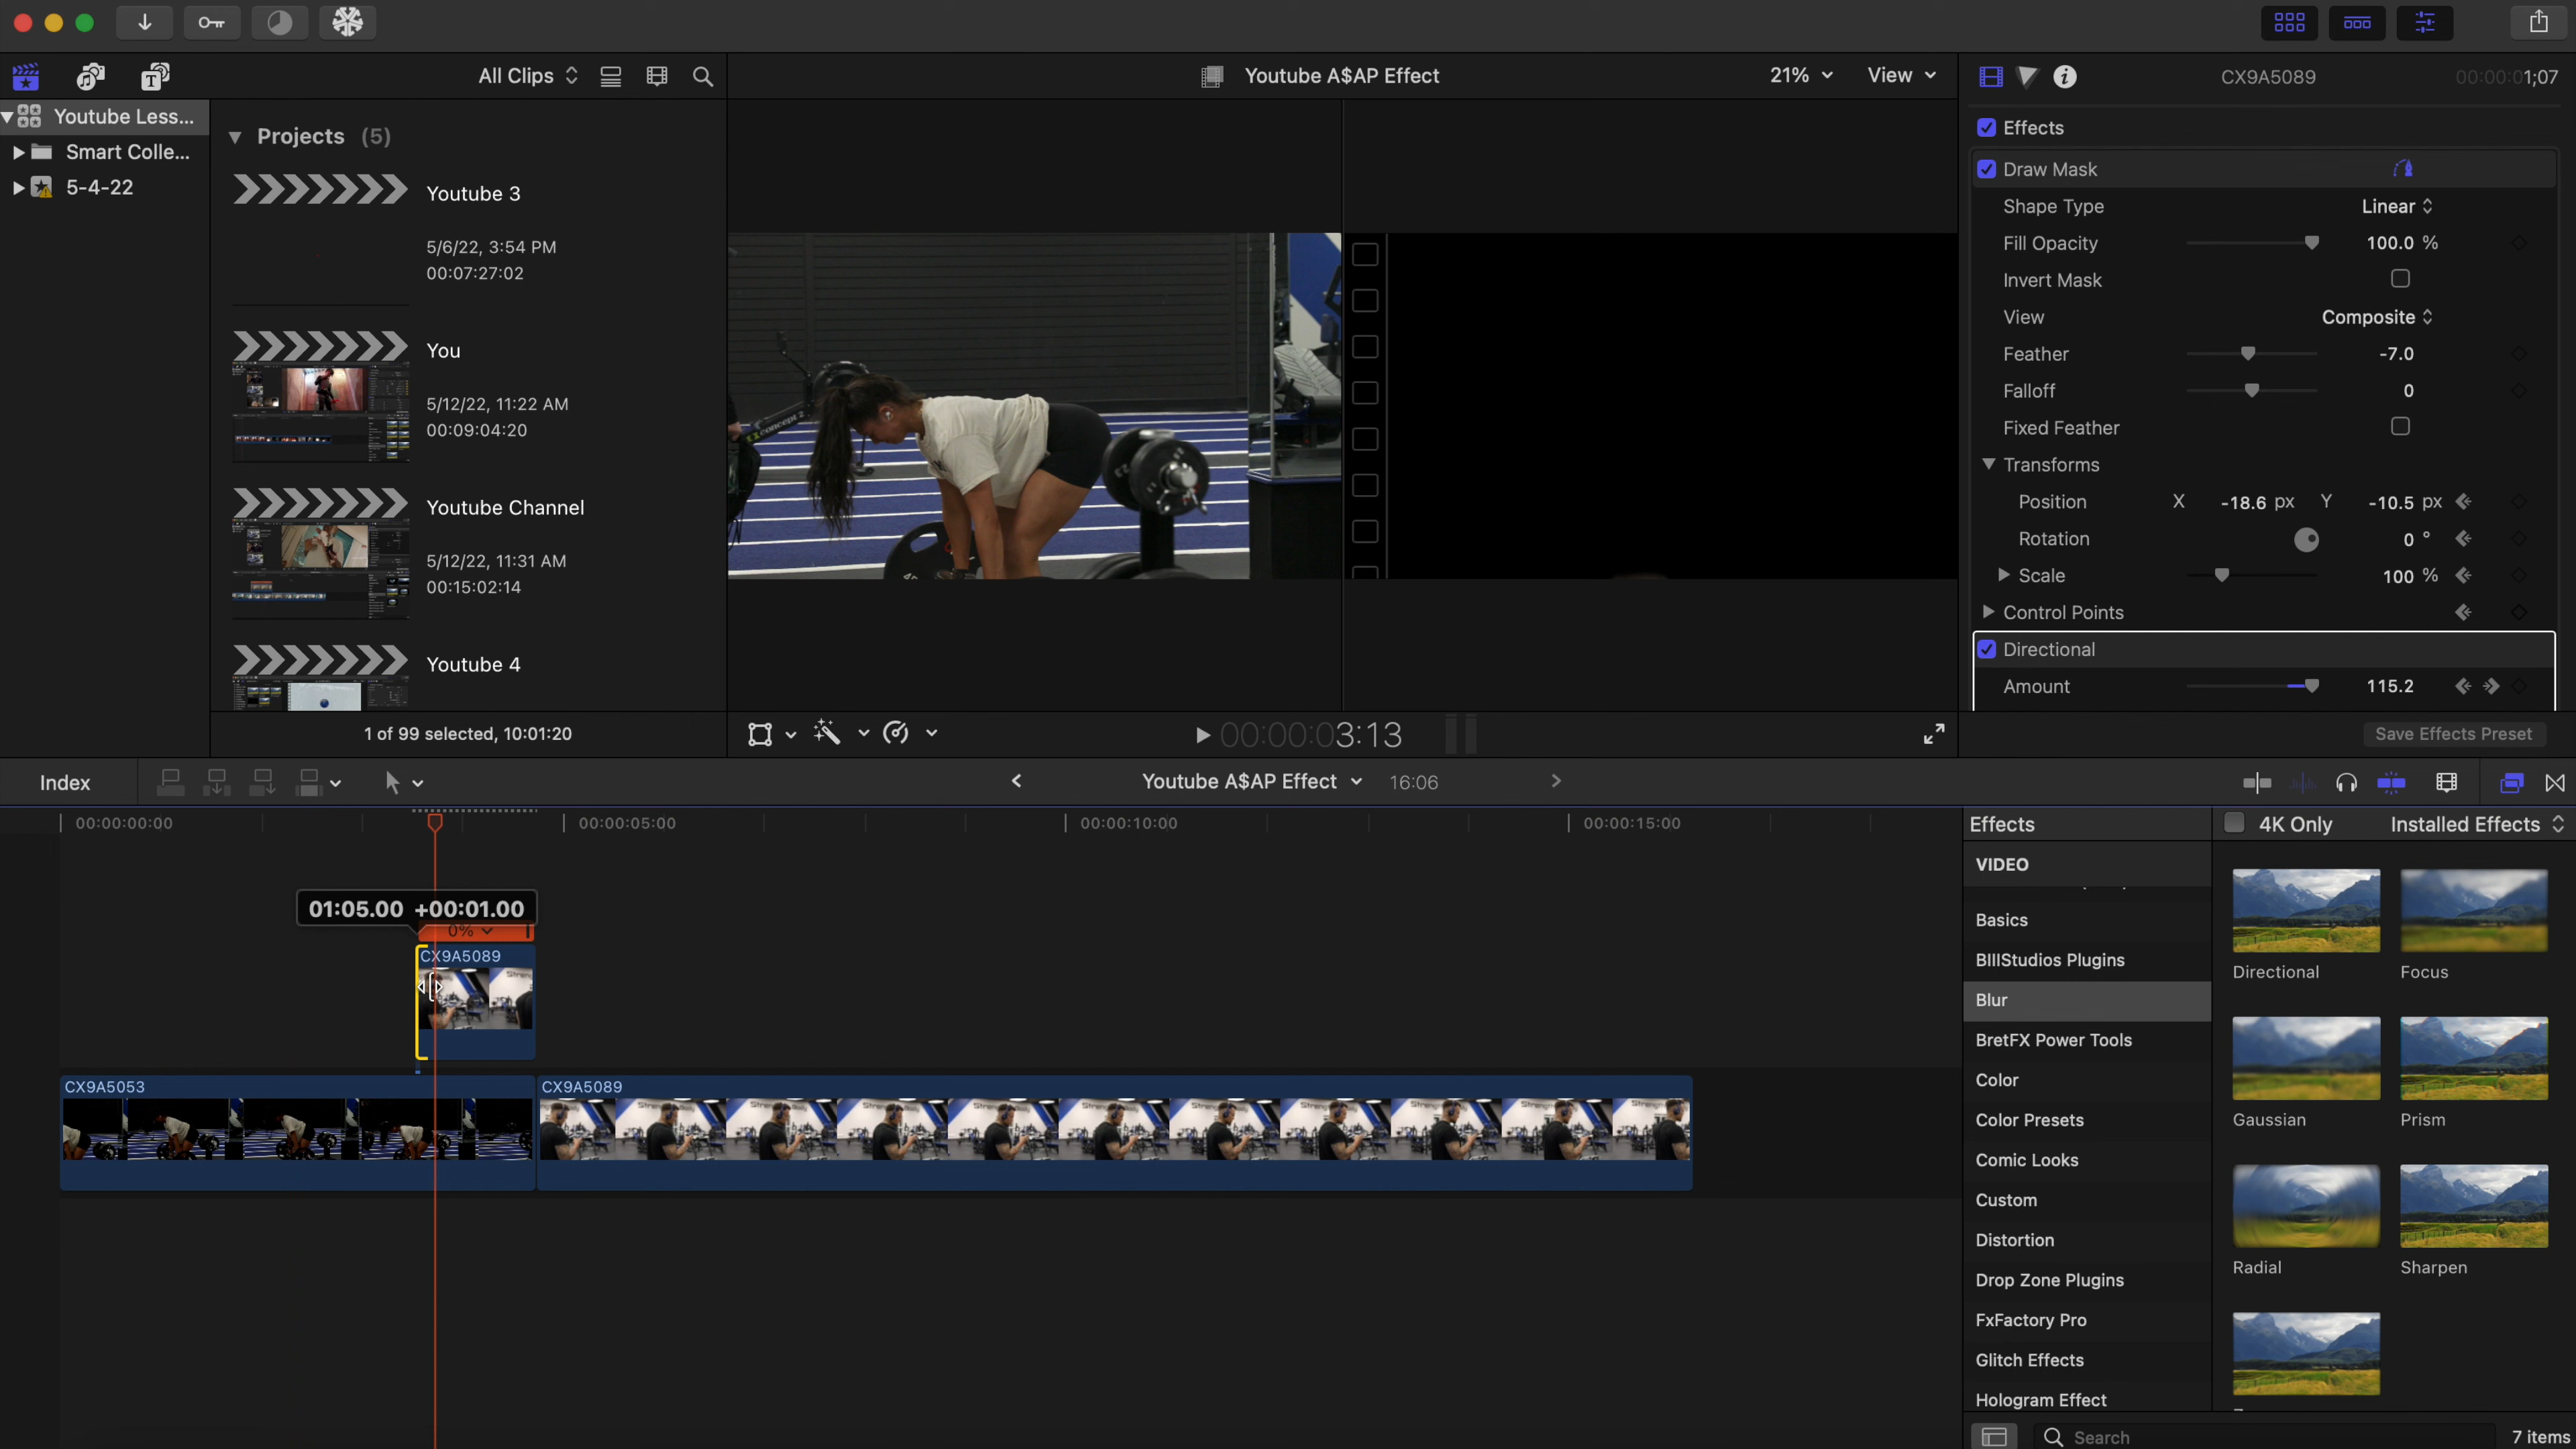 All Clips
Youtube A$AP Effect
21%
View
CX9A5089
00:00:01;07
Youtube Less...
Smart Colle...
5-4-22
Projects (5)
Youtube 3
5/6/22, 3:54 PM
00:07:27:02
You
5/12/22, 11:22 AM
00:09:04:20
Youtube Channel
5/12/22, 11:31 AM
00:15:02:14
Youtube 4
1 of 99 selected, 10:01:20
00:00:03:13
Effects
Draw Mask
Shape Type Linear
Fill Opacity 100.0 %
Invert Mask
View Composite
Feather -7.0
Falloff 0
Fixed Feather
Transforms
Position X -18.6 px Y -10.5 px
Rotation 0 °
Scale 100 %
Control Points
Directional
Amount 115.2
Save Effects Preset
Index
Youtube A$AP Effect 16:06
00:00:00:00
00:00:05:00
00:00:10:00
00:00:15:00
01:05.00 +00:01.00
0%
CX9A5089
CX9A5053
CX9A5089
Effects
4K Only
Installed Effects
VIDEO
Basics
BIIIStudios Plugins
Blur
BretFX Power Tools
Color
Color Presets
Comic Looks
Custom
Distortion
Drop Zone Plugins
FxFactory Pro
Glitch Effects
Hologram Effect
Directional
Focus
Gaussian
Prism
Radial
Sharpen
Search
7 items